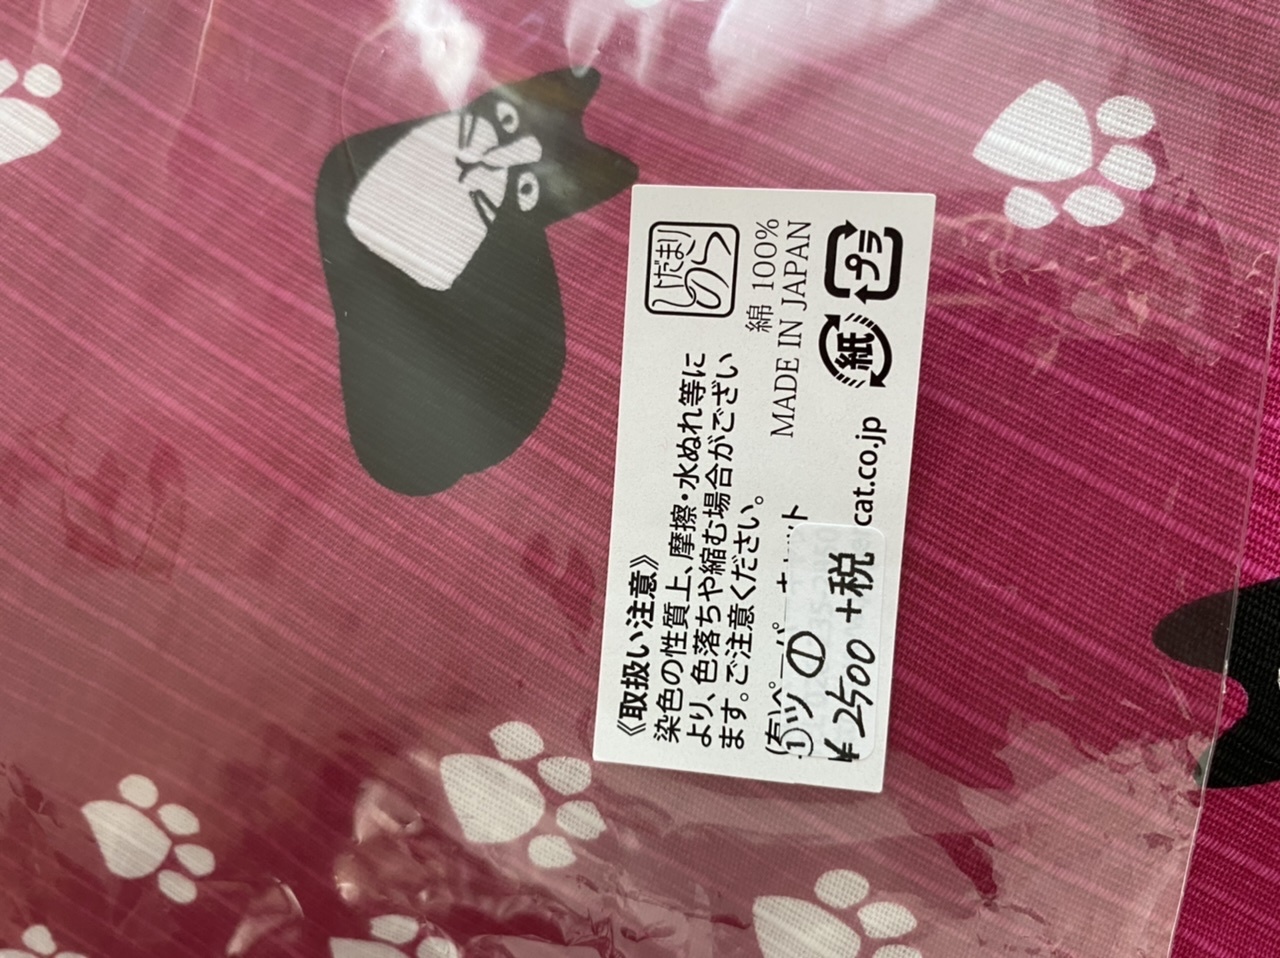 ひだまり
のら
綿 100%
MADE IN JAPAN
プラ
紙
《取扱い注意》
染色の性質上、摩擦・水ぬれ等に
より、色落ちや縮む場合がござい
ます。ご注意ください。
cat.co.jp
①ツ の
¥2500 +税